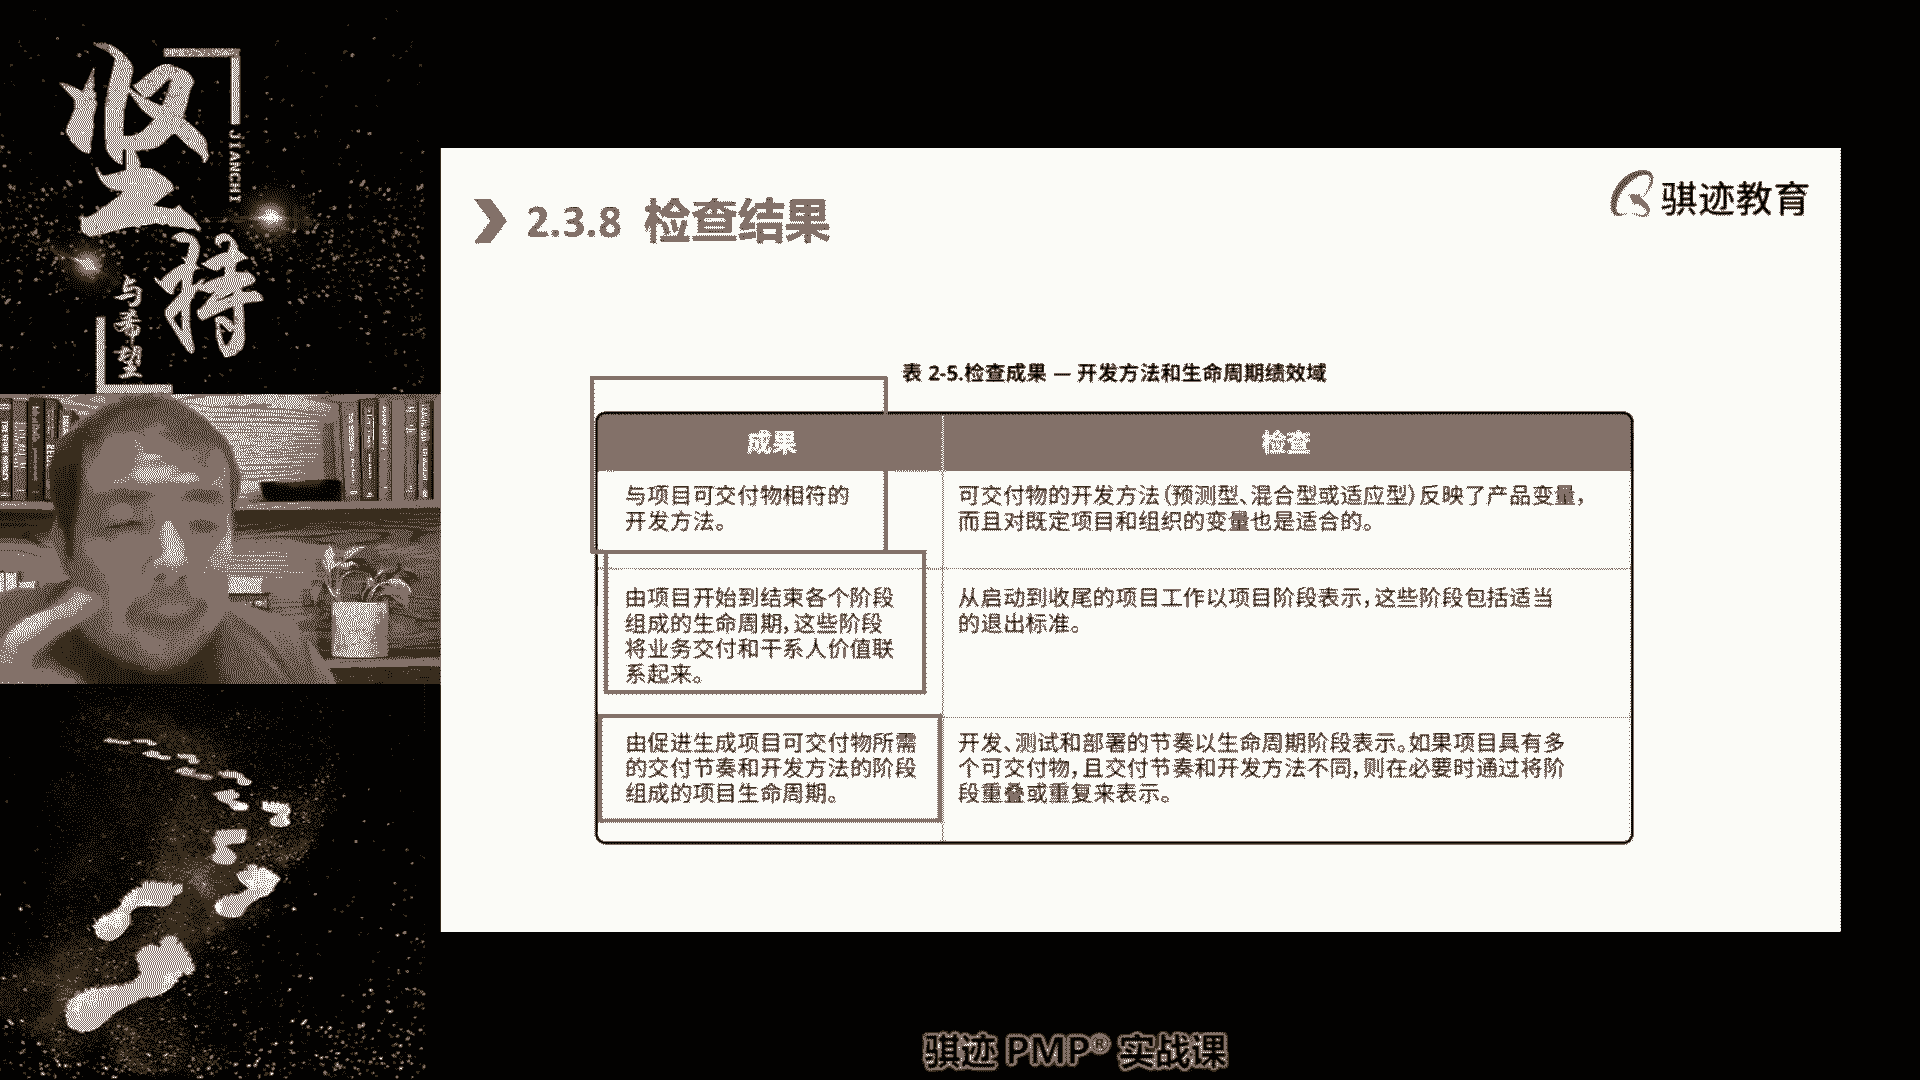 坚持
JIANCHI
与希望
2.3.8 检查结果
骐迹教育
表 2-5.检查成果 — 开发方法和生命周期绩效域
成果
检查
与项目可交付物相符的
开发方法。
可交付物的开发方法（预测型、混合型或适应型）反映了产品变量，
而且对既定项目和组织的变量也是适合的。
由项目开始到结束各个阶段
组成的生命周期，这些阶段
将业务交付和干系人价值联
系起来。
从启动到收尾的项目工作以项目阶段表示，这些阶段包括适当
的退出标准。
由促进生成项目可交付物所需
的交付节奏和开发方法的阶段
组成的项目生命周期。
开发、测试和部署的节奏以生命周期阶段表示。如果项目具有多
个可交付物，且交付节奏和开发方法不同，则在必要时通过将阶
段重叠或重复来表示。
骐迹 PMP® 实战课